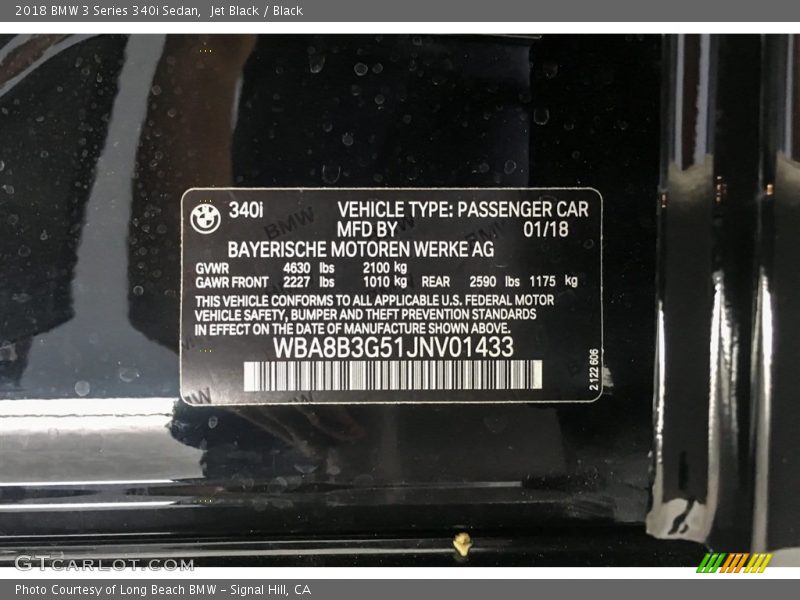 2018 BMW 3 Series 340i Sedan, Jet Black / Black
340i VEHICLE TYPE: PASSENGER CAR
MFD BY 01/18
BAYERISCHE MOTOREN WERKE AG
GVWR 4630 lbs 2100 kg
GAWR FRONT 2227 lbs 1010 kg REAR 2590 lbs 1175 kg
THIS VEHICLE CONFORMS TO ALL APPLICABLE U.S. FEDERAL MOTOR
VEHICLE SAFETY, BUMPER AND THEFT PREVENTION STANDARDS
IN EFFECT ON THE DATE OF MANUFACTURE SHOWN ABOVE.
WBA8B3G51JNV01433
2 122 606
GTCARLOT.COM
Photo Courtesy of Long Beach BMW - Signal Hill, CA